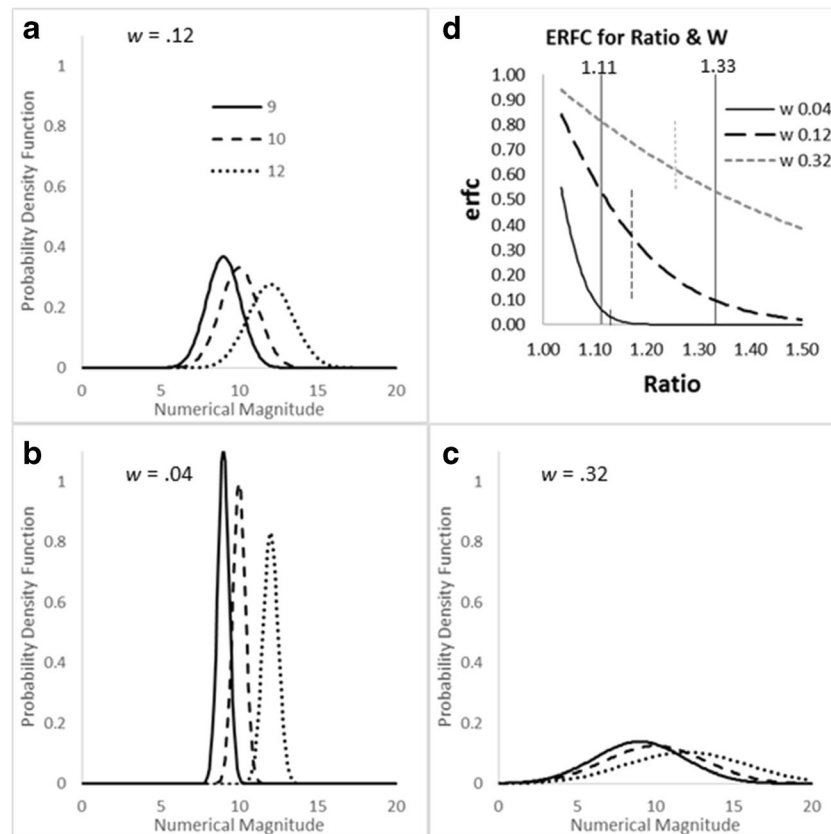 a
w = .12
Probability Density Function
1
0.8
0.6
0.4
0.2
0
9
10
12
0
5
10
15
20
Numerical Magnitude
d
ERFC for Ratio & W
1.11
1.33
erfc
1.00
0.90
0.80
0.70
0.60
0.50
0.40
0.30
0.20
0.10
0.00
w 0.04
w 0.12
w 0.32
1.00
1.10
1.20
1.30
1.40
1.50
Ratio
b
w = .04
Probability Density Function
1
0.8
0.6
0.4
0.2
0
0
5
10
15
20
Numerical Magnitude
c
w = .32
Probability Density Function
1
0.8
0.6
0.4
0.2
0
0
5
10
15
20
Numerical Magnitude